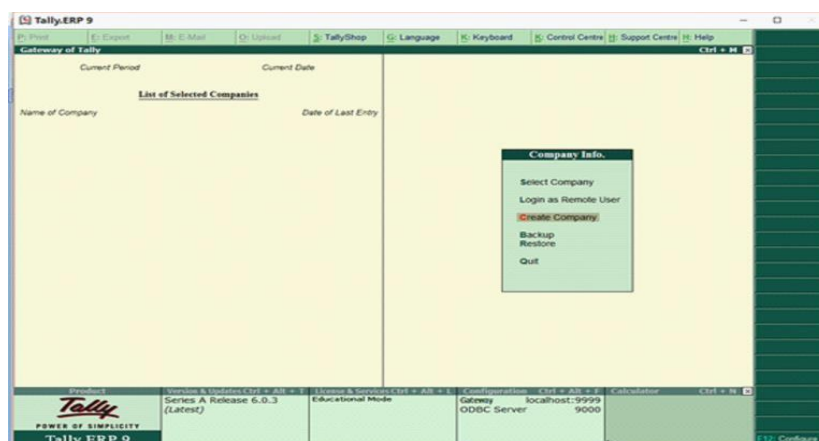 Tally.ERP 9
P: Print E: Export M: E-Mail O: Upload S: TallyShop G: Language K: Keyboard K: Control Centre H: Support Centre H: Help
Gateway of Tally Ctrl + M
Current Period Current Date
List of Selected Companies
Name of Company Date of Last Entry
Company Info.
Select Company
Login as Remote User
Create Company
Backup
Restore
Quit
Product Version & Updates Ctrl + Alt + T License & Services Ctrl + Alt + L Configuration Ctrl + Alt + F Calculator Ctrl + N
Tally
POWER OF SIMPLICITY
Tally.ERP 9
Series A Release 6.0.3
(Latest)
Educational Mode
Gateway localhost:9999
ODBC Server 9000
F12: Configure